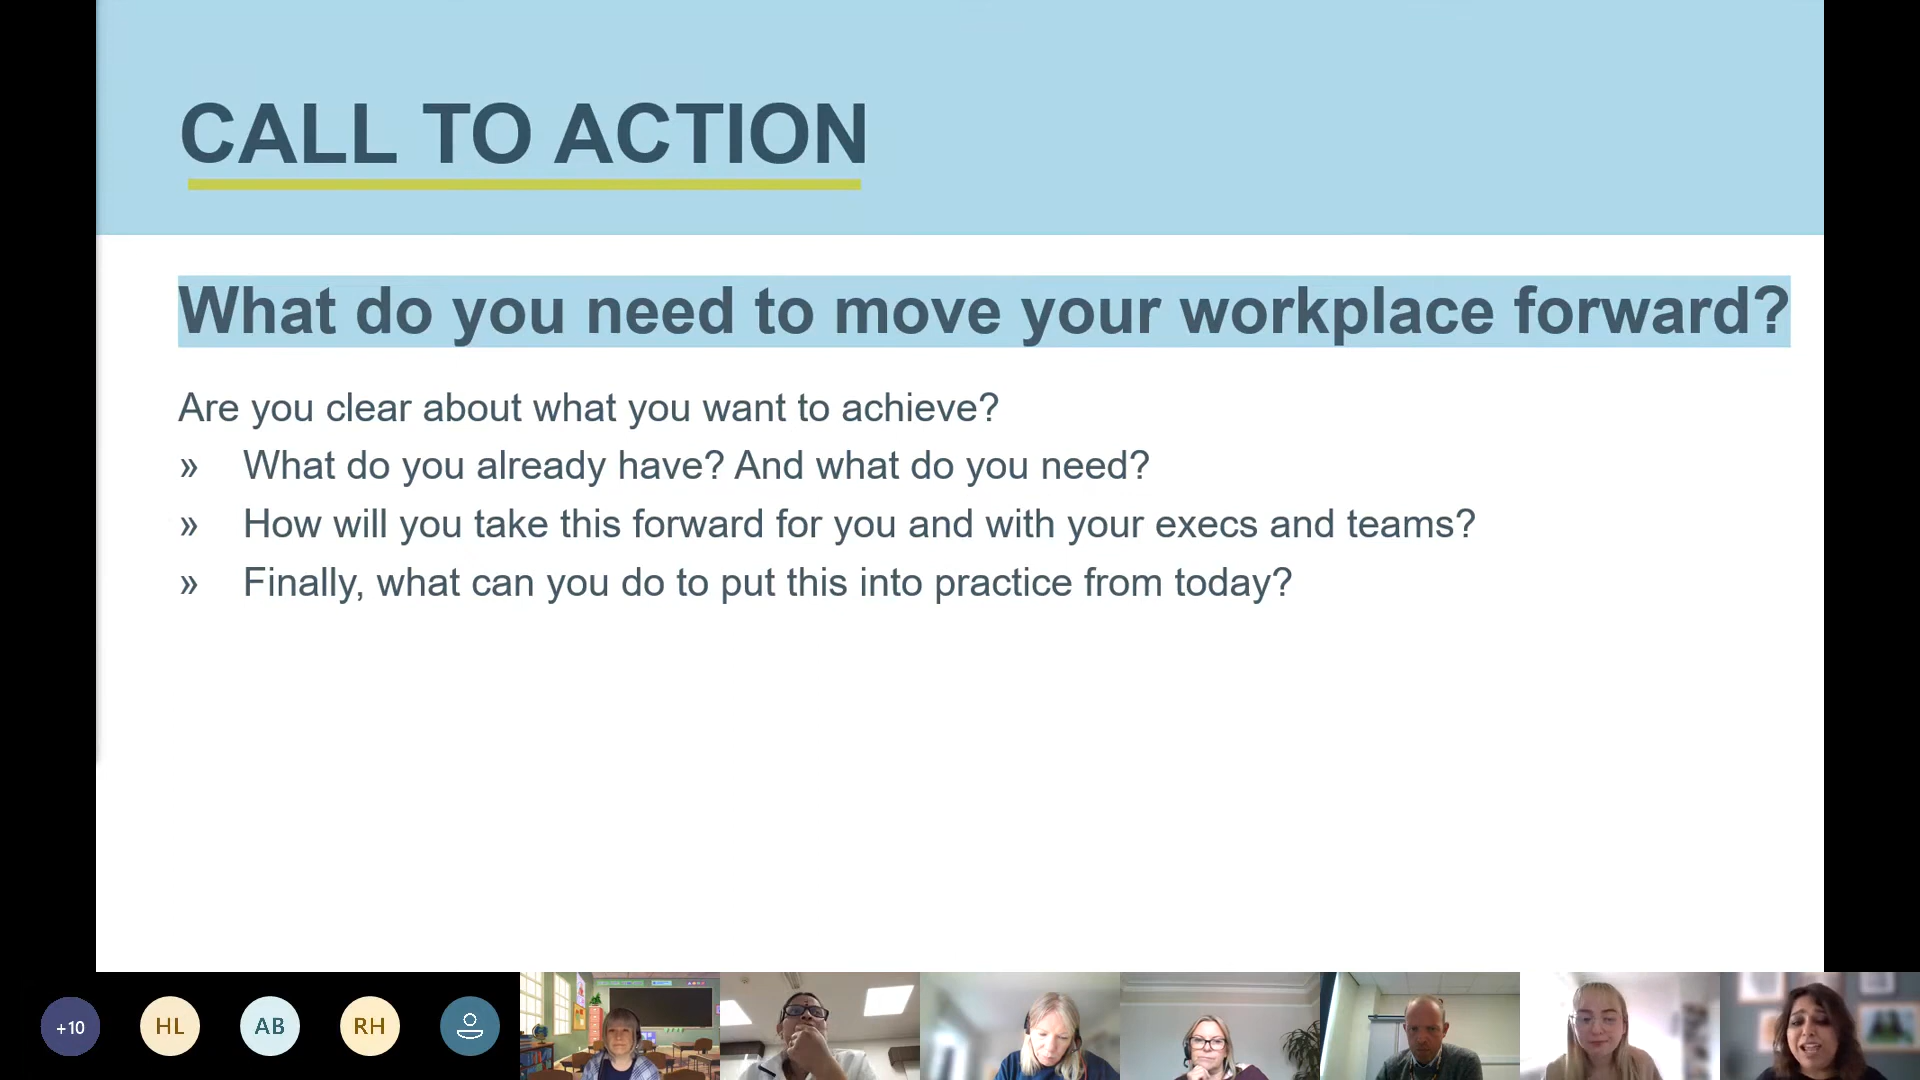 CALL TO ACTION
What do you need to move your workplace forward?
Are you clear about what you want to achieve?
» What do you already have? And what do you need?
» How will you take this forward for you and with your execs and teams?
» Finally, what can you do to put this into practice from today?
+10 HL AB RH